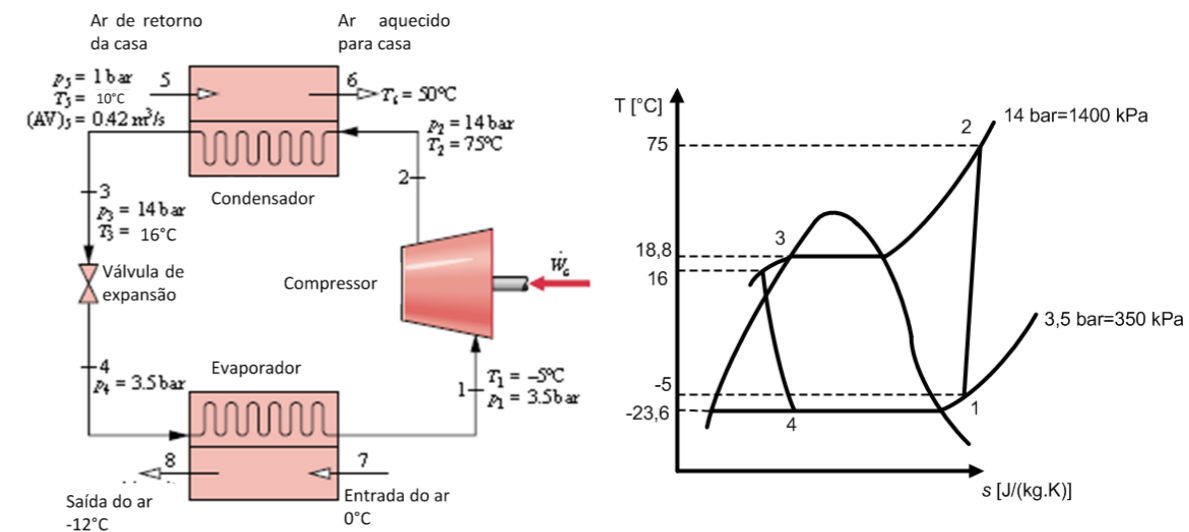 Ar de retorno
da casa
Ar aquecido
para casa
p5 = 1 bar
T5 = 10°C
(AV)5 = 0.42 m³/s
5
6
T6 = 50°C
p2 = 14 bar
T2 = 75°C
2
3
p3 = 14 bar
T3 = 16°C
Condensador
Válvula de
expansão
Compressor
Ẇc
4
p4 = 3.5 bar
Evaporador
1
T1 = –5°C
p1 = 3.5 bar
8
7
Saída do ar
-12°C
Entrada do ar
0°C
T [°C]
75
18,8
16
-5
-23,6
2
14 bar=1400 kPa
3
3,5 bar=350 kPa
1
4
s [J/(kg.K)]